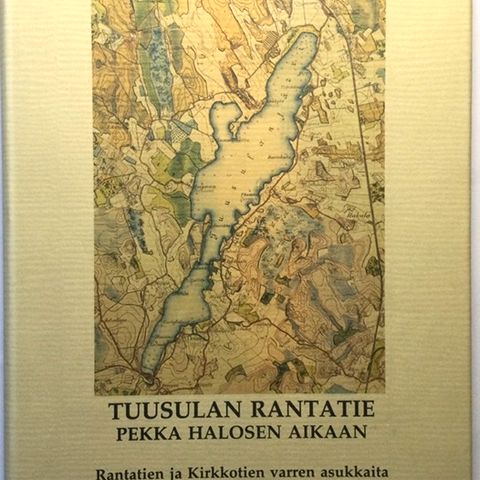 TUUSULAN RANTATIE
PEKKA HALOSEN AIKAAN
Rantatien ja Kirkkotien varren asukkaita